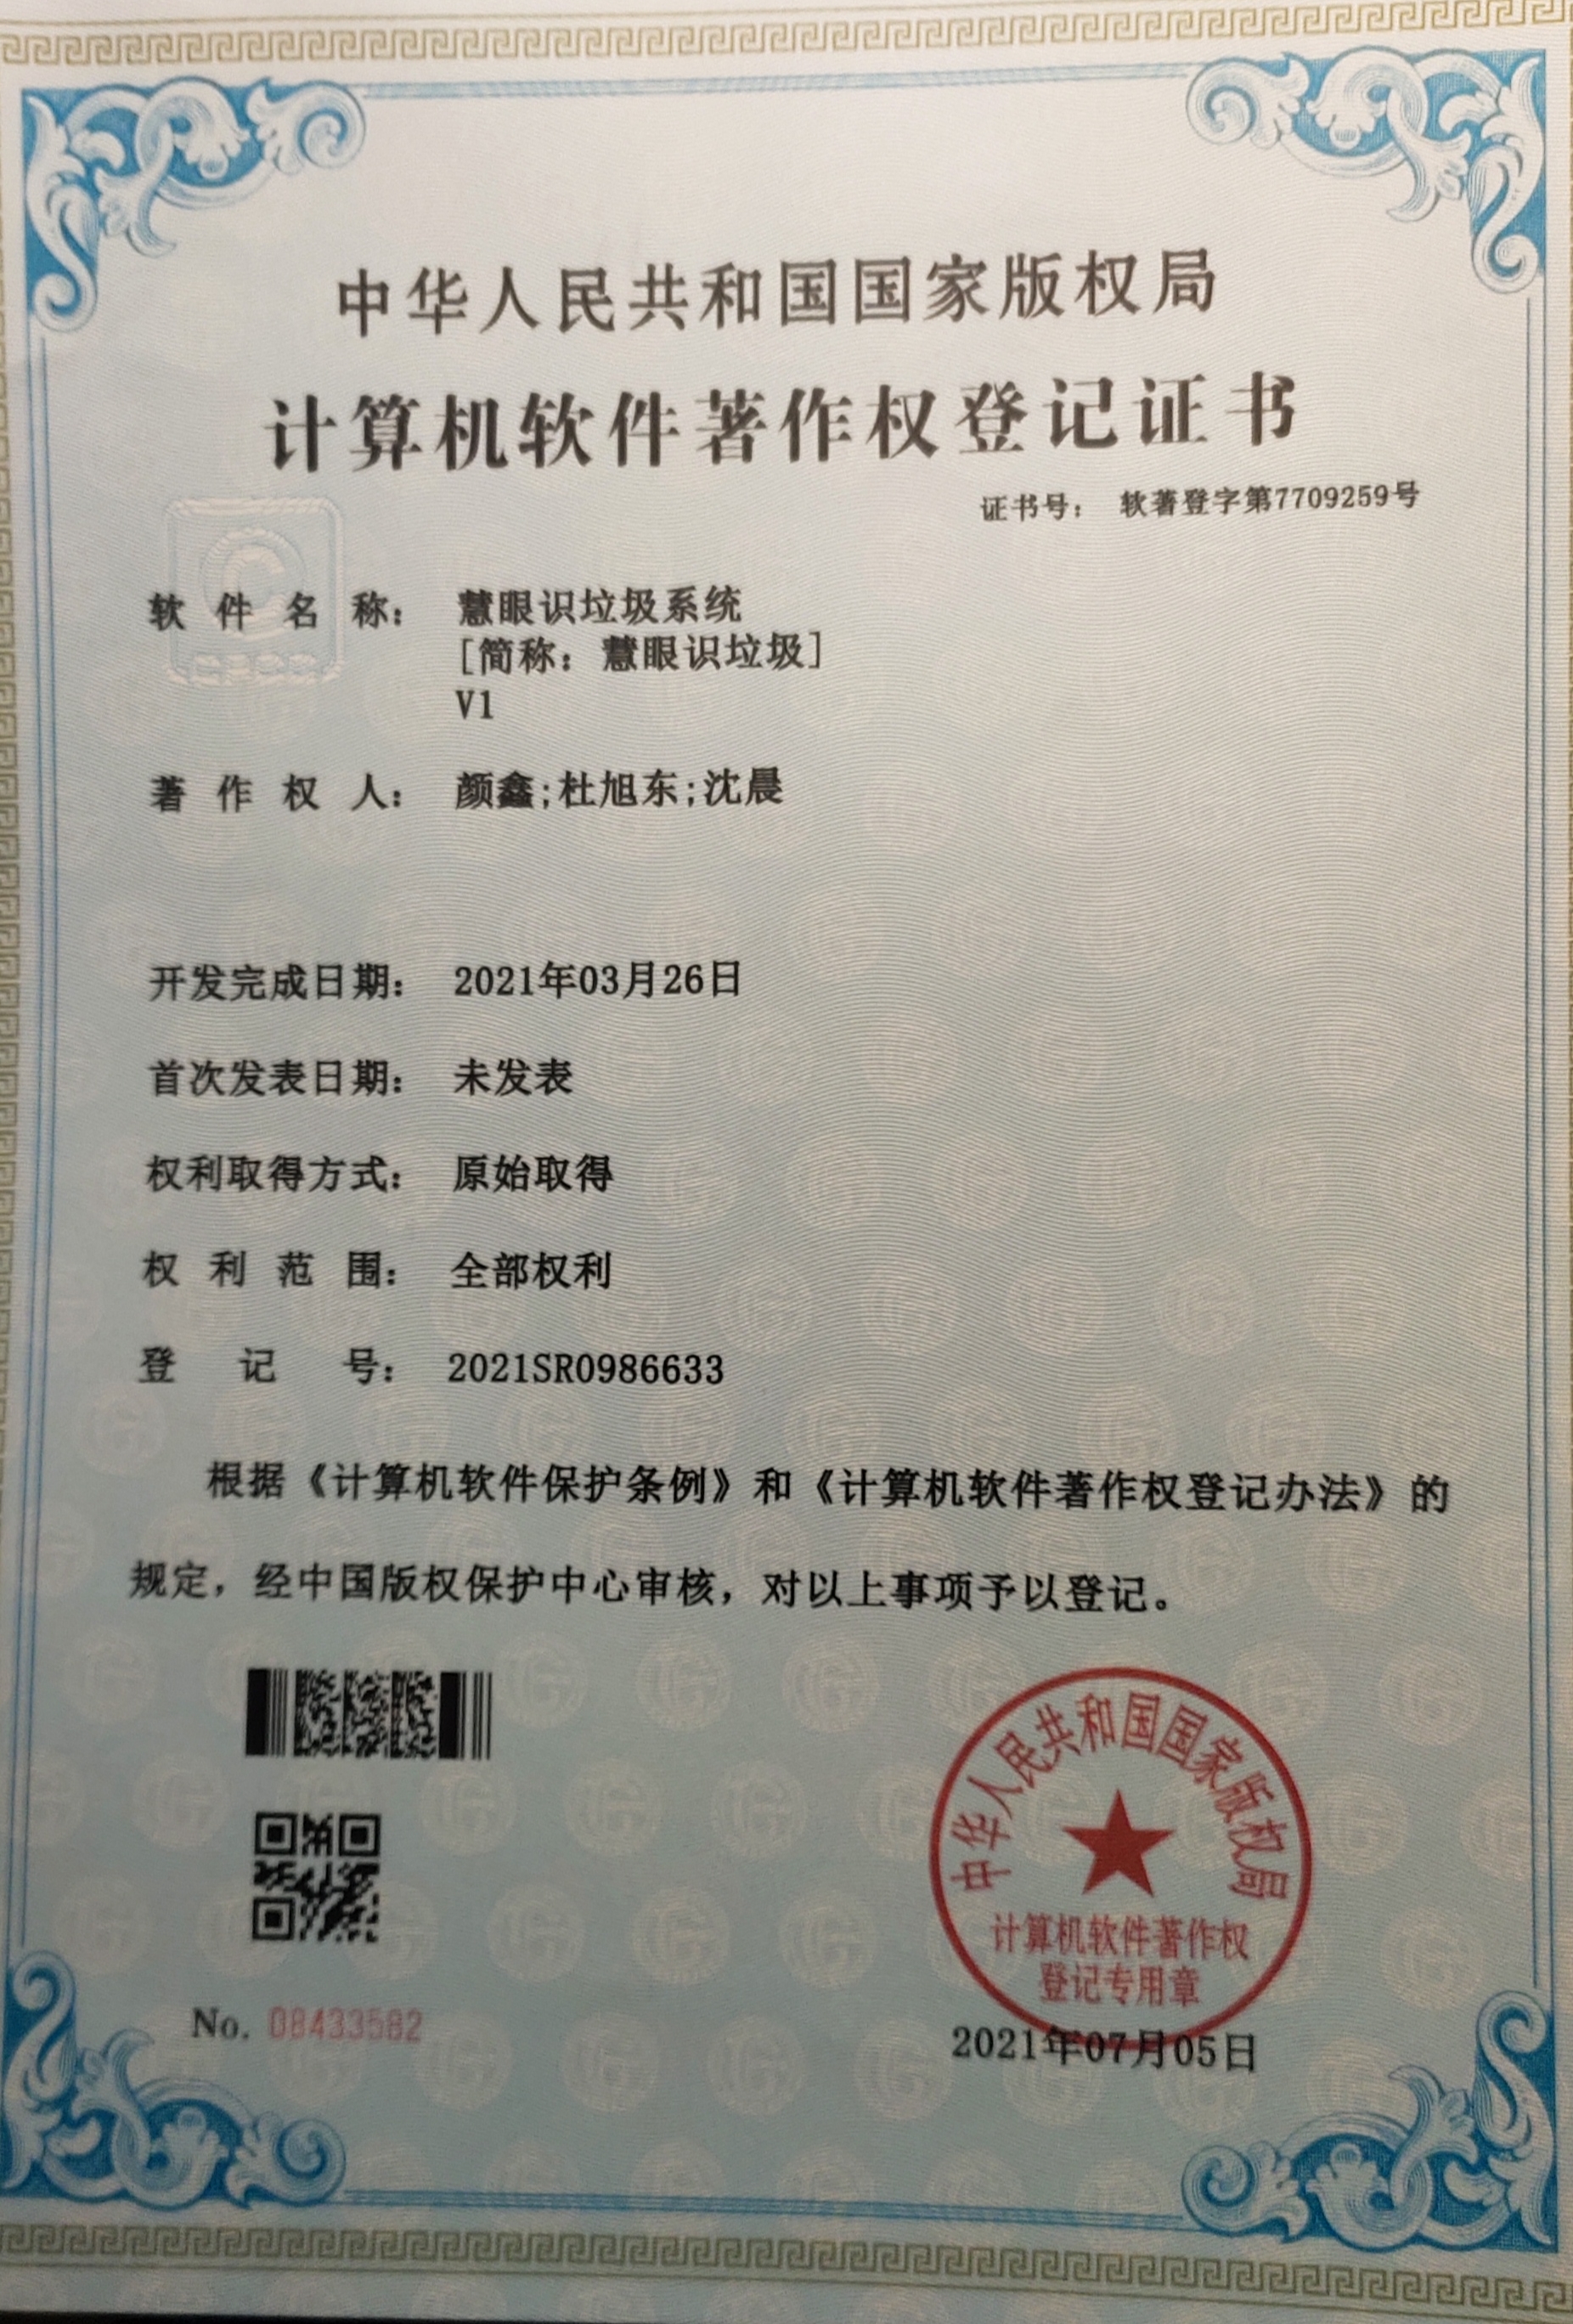 中华人民共和国国家版权局
计算机软件著作权登记证书
证书号： 软著登字第7709259号
软件名称： 慧眼识垃圾系统
[简称：慧眼识垃圾]
V1
著作权人： 颜鑫;杜旭东;沈晨
开发完成日期： 2021年03月26日
首次发表日期： 未发表
权利取得方式： 原始取得
权利范围： 全部权利
登记号： 2021SR0986633
根据《计算机软件保护条例》和《计算机软件著作权登记办法》的
规定，经中国版权保护中心审核，对以上事项予以登记。
中华人民共和国国家版权局
计算机软件著作权
登记专用章
No. 08433582
2021年07月05日